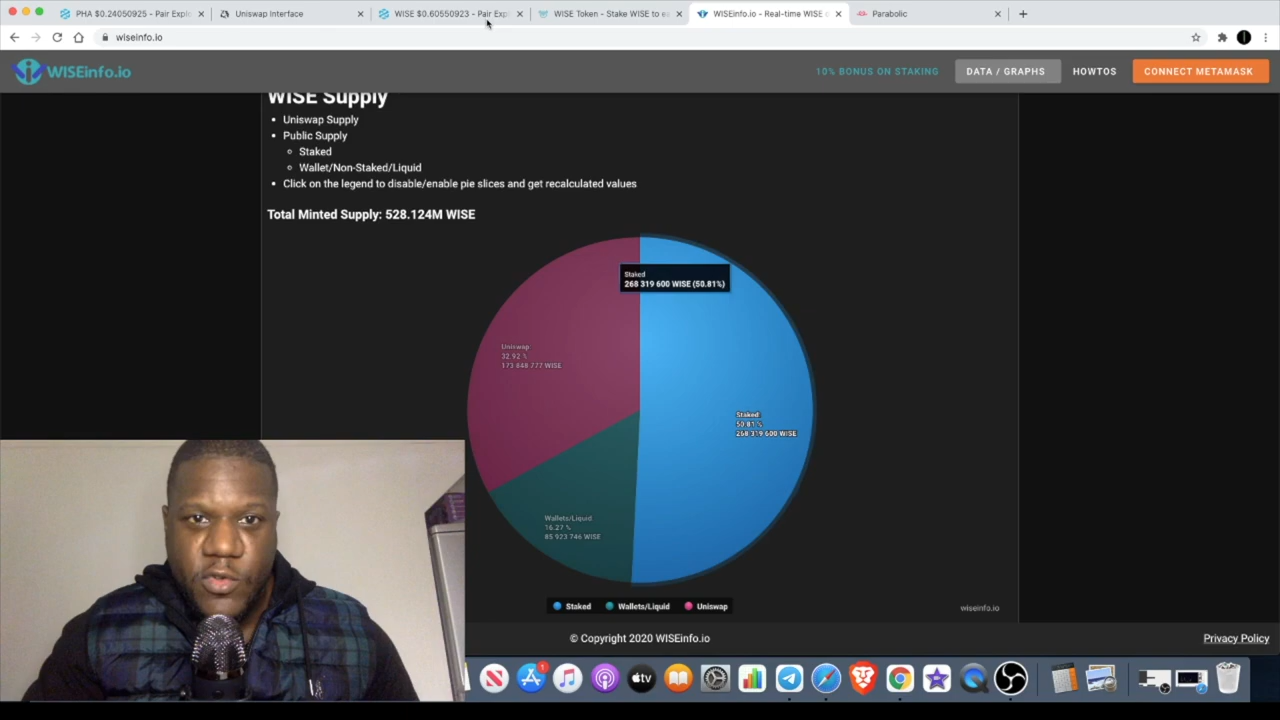 PHA $0.24050925 - Pair Explo
Uniswap Interface
WISE $0.60550923 - Pair Exp
WISE Token - Stake WISE to ea
WISEinfo.io - Real-time WISE
Parabolic
wiseinfo.io
WISEinfo.io
10% BONUS ON STAKING
DATA / GRAPHS
HOWTOS
CONNECT METAMASK
WISE Supply
Uniswap Supply
Public Supply
Staked
Wallet/Non-Staked/Liquid
Click on the legend to disable/enable pie slices and get recalculated values
Total Minted Supply: 528.124M WISE
Staked
268 319 600 WISE (50.81%)
Uniswap
32.92 %
173 848 777 WISE
Staked
50.81 %
268 319 600 WISE
Wallets/Liquid
16.27 %
85 923 746 WISE
Staked
Wallets/Liquid
Uniswap
wiseinfo.io
© Copyright 2020 WISEinfo.io
Privacy Policy
1
tv